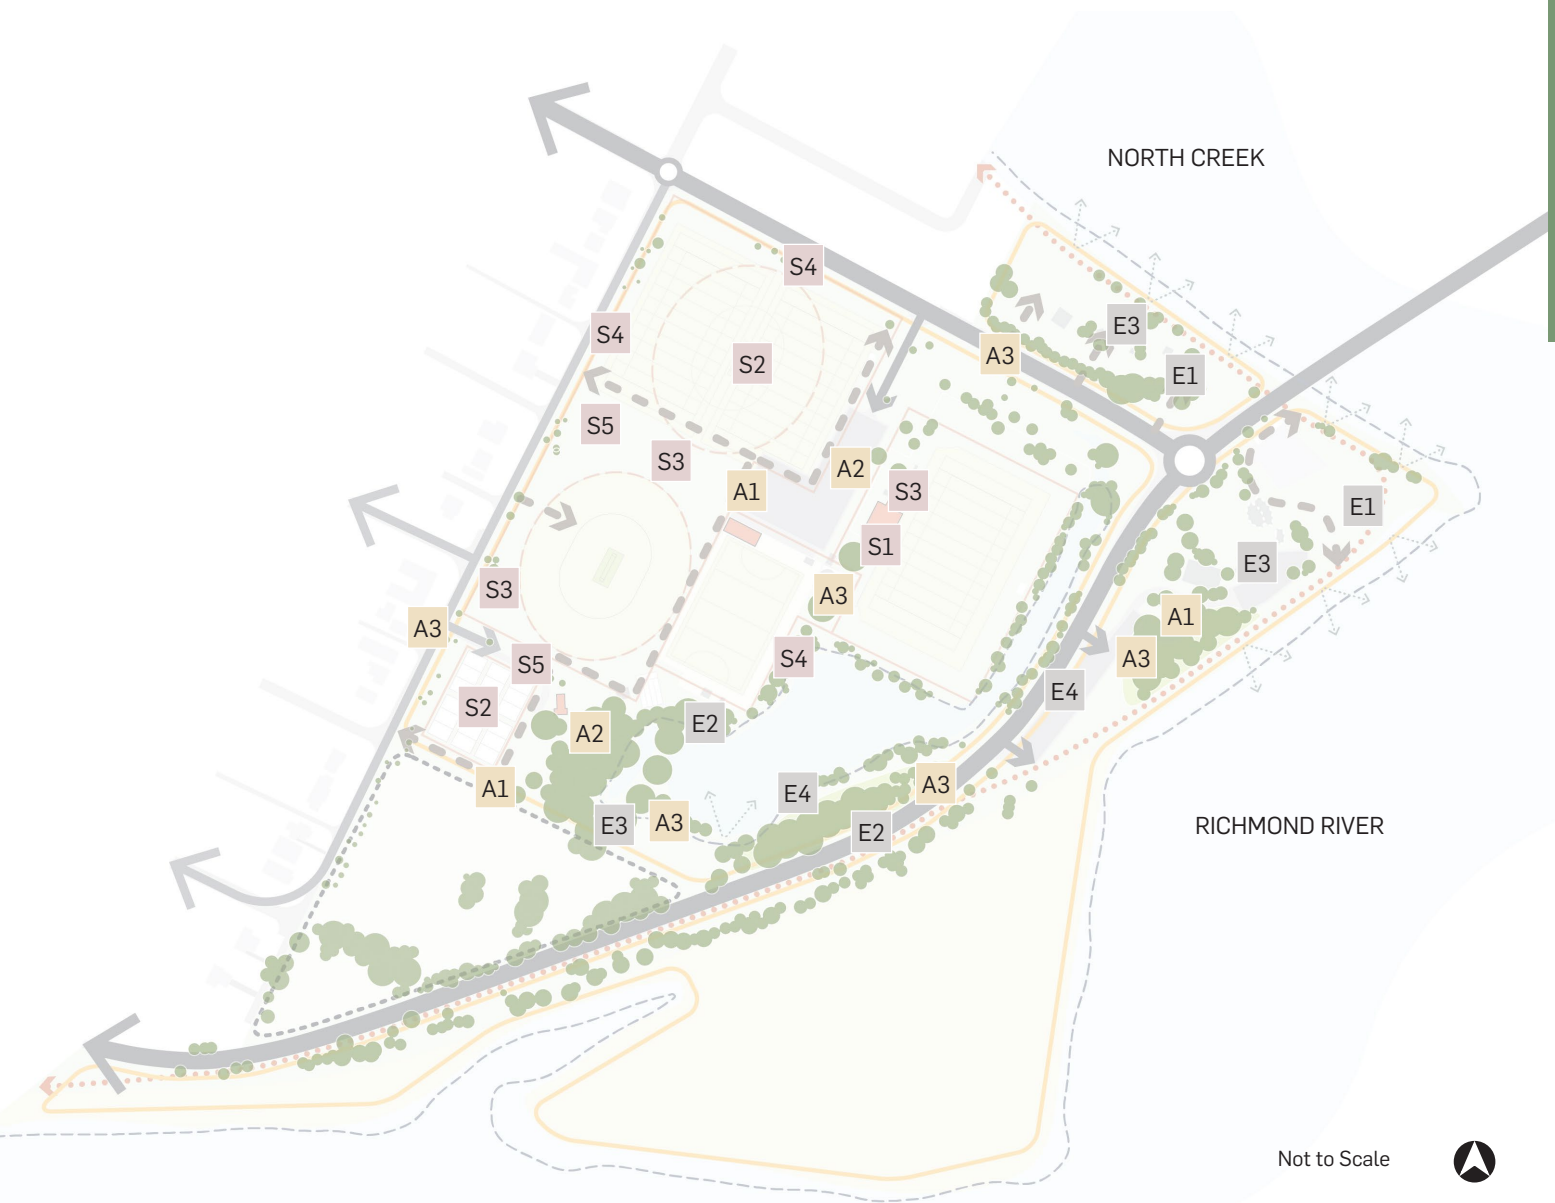 NORTH CREEK
S4
E3
S4
A3
S2
E1
S5
S3
A2
A1
S3
E1
S1
E3
S3
A3
A1
A3
S4
A3
S5
E4
S2
E2
A2
A3
A1
E4
E3
A3
E2
RICHMOND RIVER
Not to Scale